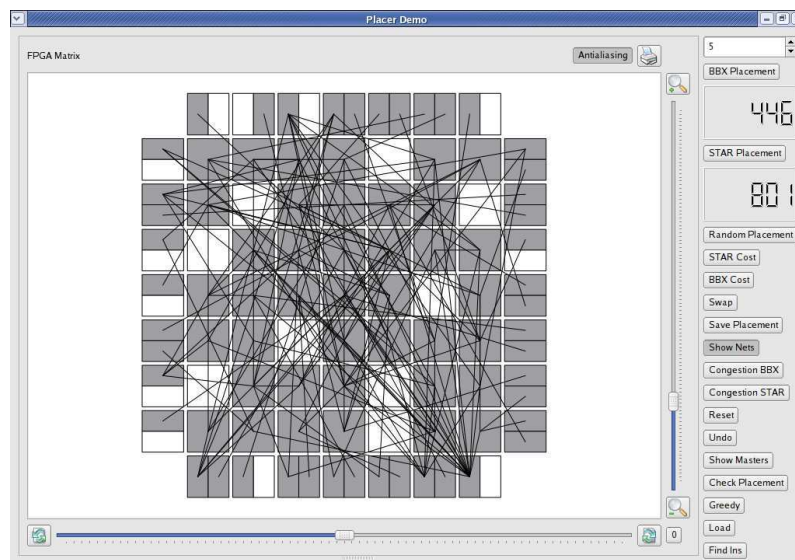 Placer Demo
FPGA Matrix
Antialiasing
5
BBX Placement
446
STAR Placement
801
Random Placement
STAR Cost
BBX Cost
Swap
Save Placement
Show Nets
Congestion BBX
Congestion STAR
Reset
Undo
Show Masters
Check Placement
Greedy
0
Load
Find Ins